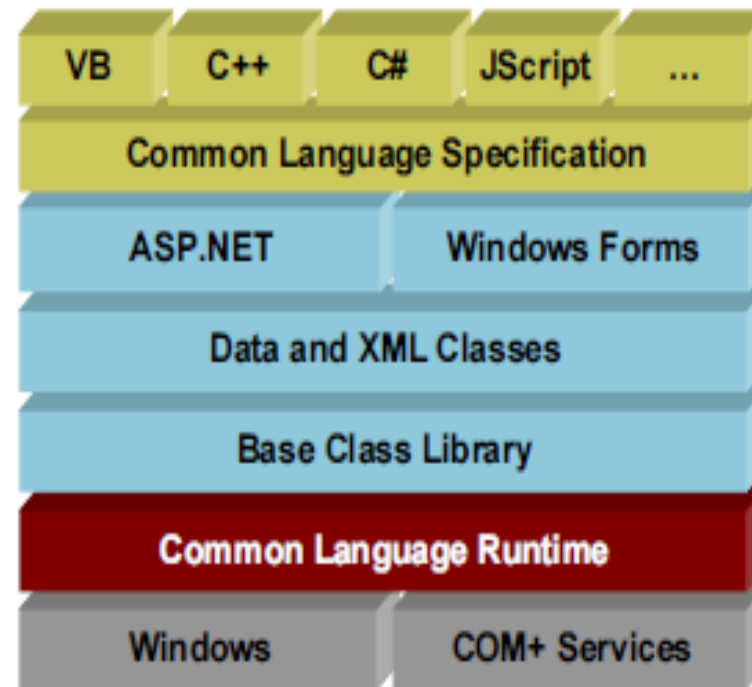 VB C++ C# JScript ...
Common Language Specification
ASP.NET Windows Forms
Data and XML Classes
Base Class Library
Common Language Runtime
Windows COM+ Services